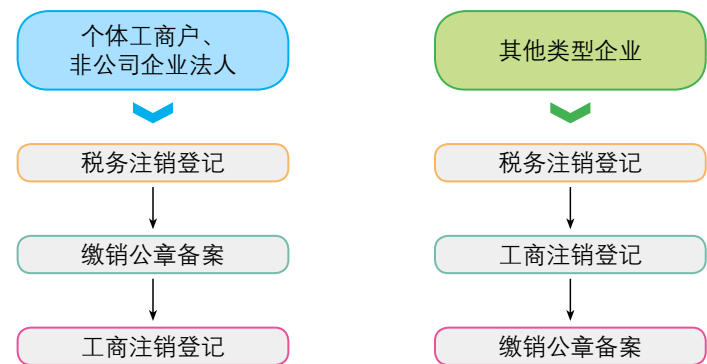 个体工商户、
非公司企业法人
税务注销登记
缴销公章备案
工商注销登记
其他类型企业
税务注销登记
工商注销登记
缴销公章备案